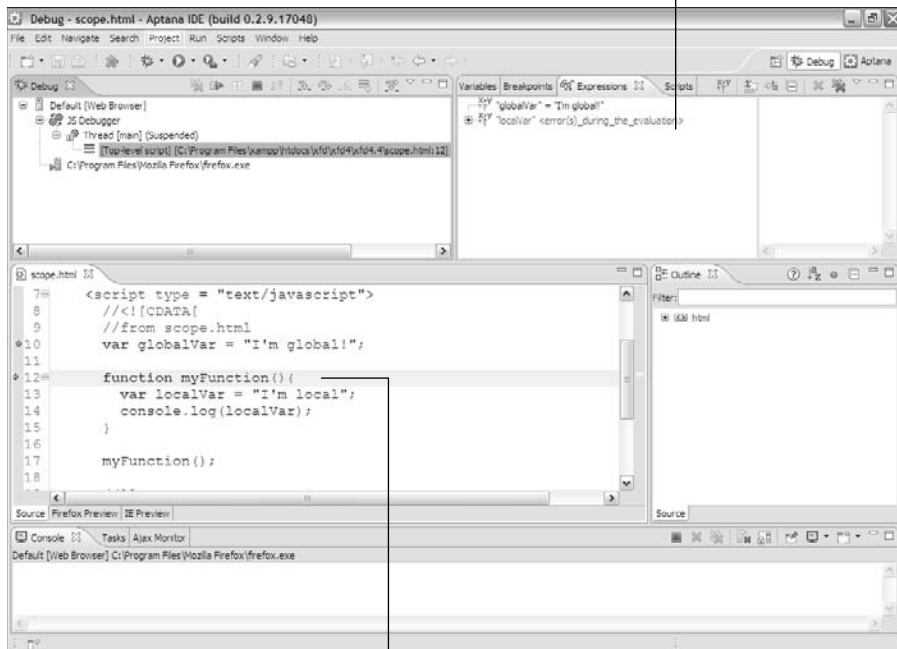 Debug - scope.html - Aptana IDE (build 0.2.9.17048)
File Edit Navigate Search Project Run Scripts Window Help
Debug Aptana
Debug
Default [Web Browser]
JS Debugger
Thread [main] (Suspended)
[Top-level script] [C:\Program Files\xampp\htdocs\xfd\xfd4\xfd4.4\scope.html:12]
C:\Program Files\Mozilla Firefox\firefox.exe
Variables Breakpoints Expressions Scripts
"globalVar" = "I'm global!"
"localVar" <error(s)_during_the_evaluation>
scope.html
7 <script type = "text/javascript">
8 //<![CDATA[
9 //from scope.html
10 var globalVar = "I'm global!";
11
12 function myFunction(){
13 var localVar = "I'm local";
14 console.log(localVar);
15 }
16
17 myFunction();
18
Source Firefox Preview IE Preview
Outline
Filter:
html
Source
Console Tasks Ajax Monitor
Default [Web Browser] C:\Program Files\Mozilla Firefox\firefox.exe